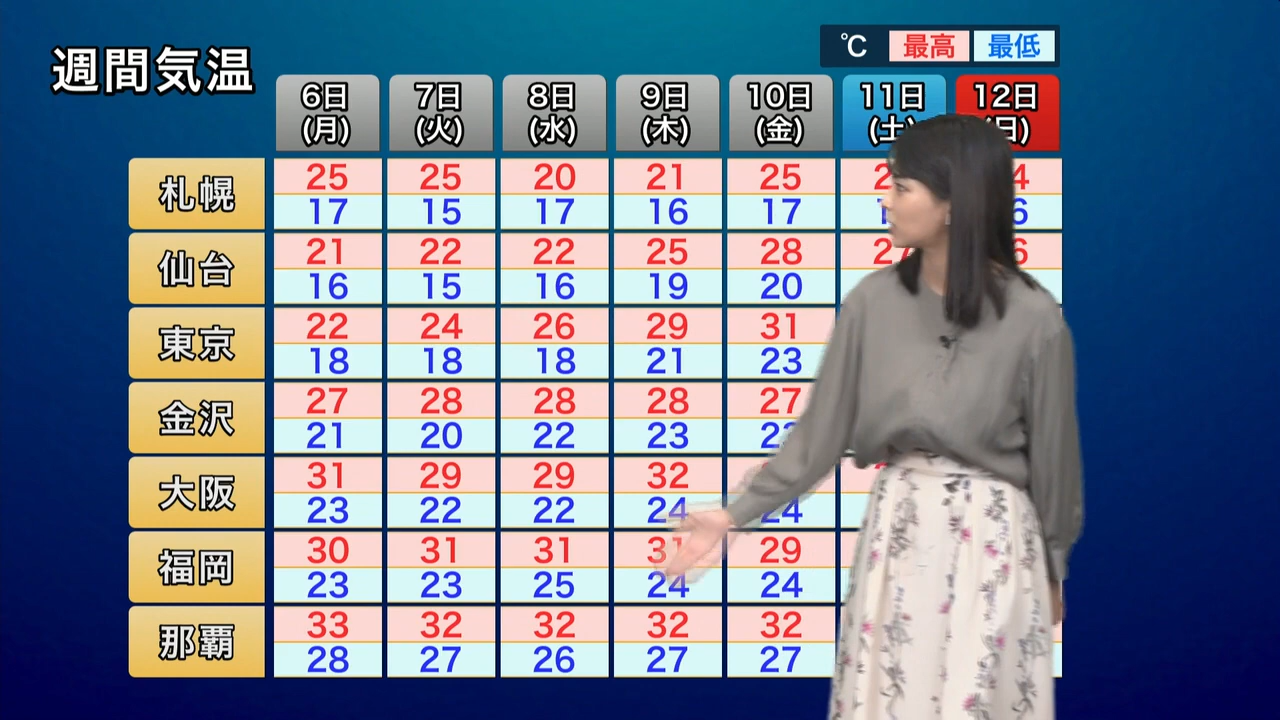 週間気温
℃ 最高 最低
6日 7日 8日 9日 10日 11日 12日
(月) (火) (水) (木) (金) (土) (日)
札幌 25 25 20 21 25
17 15 17 16 17
仙台 21 22 22 25 28 27
16 15 16 19 20
東京 22 24 26 29 31
18 18 18 21 23
金沢 27 28 28 28 27
21 20 22 23
大阪 31 29 29 32
23 22 22 24 24
福岡 30 31 31 31 29
23 23 25 24 24
那覇 33 32 32 32 32
28 27 26 27 27